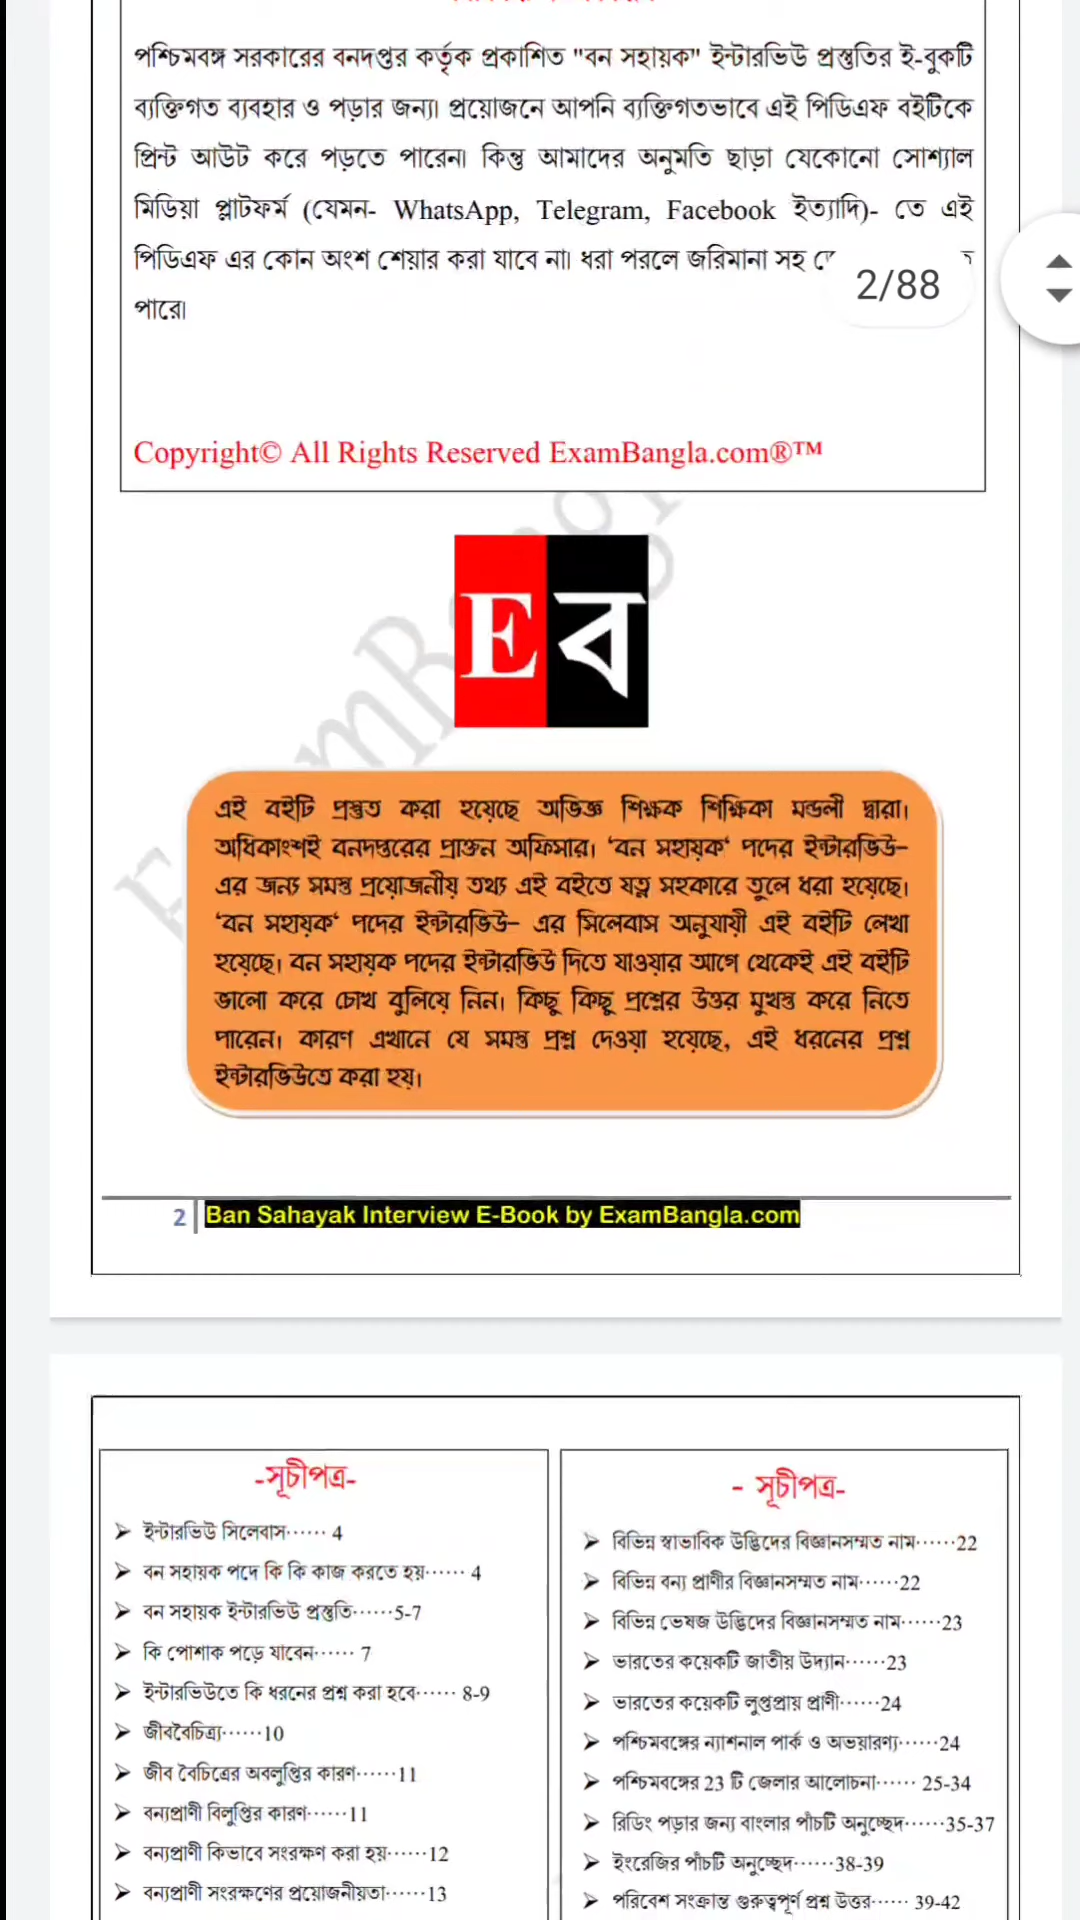 পশ্চিমবঙ্গ সরকারের বনদপ্তর কর্তৃক প্রকাশিত "বন সহায়ক" ইন্টারভিউ প্রস্তুতির ই-বুকটি
ব্যক্তিগত ব্যবহার ও পড়ার জন্য। প্রয়োজনে আপনি ব্যক্তিগতভাবে এই পিডিএফ বইটিকে
প্রিন্ট আউট করে পড়তে পারেন। কিন্তু আমাদের অনুমতি ছাড়া যেকোনো সোশ্যাল
মিডিয়া প্লাটফর্ম (যেমন- WhatsApp, Telegram, Facebook ইত্যাদি)- তে এই
পিডিএফ এর কোন অংশ শেয়ার করা যাবে না। ধরা পরলে জরিমানা সহ
2/88
পারে।
Copyright© All Rights Reserved ExamBangla.com®™
Eব
এই বইটি প্রস্তুত করা হয়েছে অভিজ্ঞ শিক্ষক শিক্ষিকা মন্ডলী দ্বারা।
অধিকাংশই বনদপ্তরের প্রাক্তন অফিসার। ‘বন সহায়ক‘ পদের ইন্টারভিউ-
এর জন্য সমস্ত প্রয়োজনীয় তথ্য এই বইতে যত্ন সহকারে তুলে ধরা হয়েছে।
‘বন সহায়ক‘ পদের ইন্টারভিউ- এর সিলেবাস অনুযায়ী এই বইটি লেখা
হয়েছে। বন সহায়ক পদের ইন্টারভিউ দিতে যাওয়ার আগে থেকেই এই বইটি
ভালো করে চোখ বুলিয়ে নিন। কিছু কিছু প্রশ্নের উত্তর মুখস্ত করে নিতে
পারেন। কারণ এখানে যে সমস্ত প্রশ্ন দেওয়া হয়েছে, এই ধরনের প্রশ্ন
ইন্টারভিউতে করা হয়।
2 Ban Sahayak Interview E-Book by ExamBangla.com
-সূচীপত্র-
➢ ইন্টারভিউ সিলেবাস…… 4
➢ বন সহায়ক পদে কি কি কাজ করতে হয়…… 4
➢ বন সহায়ক ইন্টারভিউ প্রস্তুতি……5-7
➢ কি পোশাক পড়ে যাবেন…… 7
➢ ইন্টারভিউতে কি ধরনের প্রশ্ন করা হবে…… 8-9
➢ জীববৈচিত্র্য……10
➢ জীব বৈচিত্রের অবলুপ্তির কারণ……11
➢ বন্যপ্রাণী বিলুপ্তির কারণ……11
➢ বন্যপ্রাণী কিভাবে সংরক্ষণ করা হয়……12
➢ বন্যপ্রাণী সংরক্ষণের প্রয়োজনীয়তা……13
- সূচীপত্র-
➢ বিভিন্ন স্বাভাবিক উদ্ভিদের বিজ্ঞানসম্মত নাম……22
➢ বিভিন্ন বন্য প্রাণীর বিজ্ঞানসম্মত নাম……22
➢ বিভিন্ন ভেষজ উদ্ভিদের বিজ্ঞানসম্মত নাম……23
➢ ভারতের কয়েকটি জাতীয় উদ্যান……23
➢ ভারতের কয়েকটি লুপ্তপ্রায় প্রাণী……24
➢ পশ্চিমবঙ্গের ন্যাশনাল পার্ক ও অভয়ারণ্য……24
➢ পশ্চিমবঙ্গের 23 টি জেলার আলোচনা…… 25-34
➢ রিডিং পড়ার জন্য বাংলার পাঁচটি অনুচ্ছেদ……35-37
➢ ইংরেজির পাঁচটি অনুচ্ছেদ……38-39
➢ পরিবেশ সংক্রান্ত গুরুত্বপূর্ণ প্রশ্ন উত্তর…… 39-42